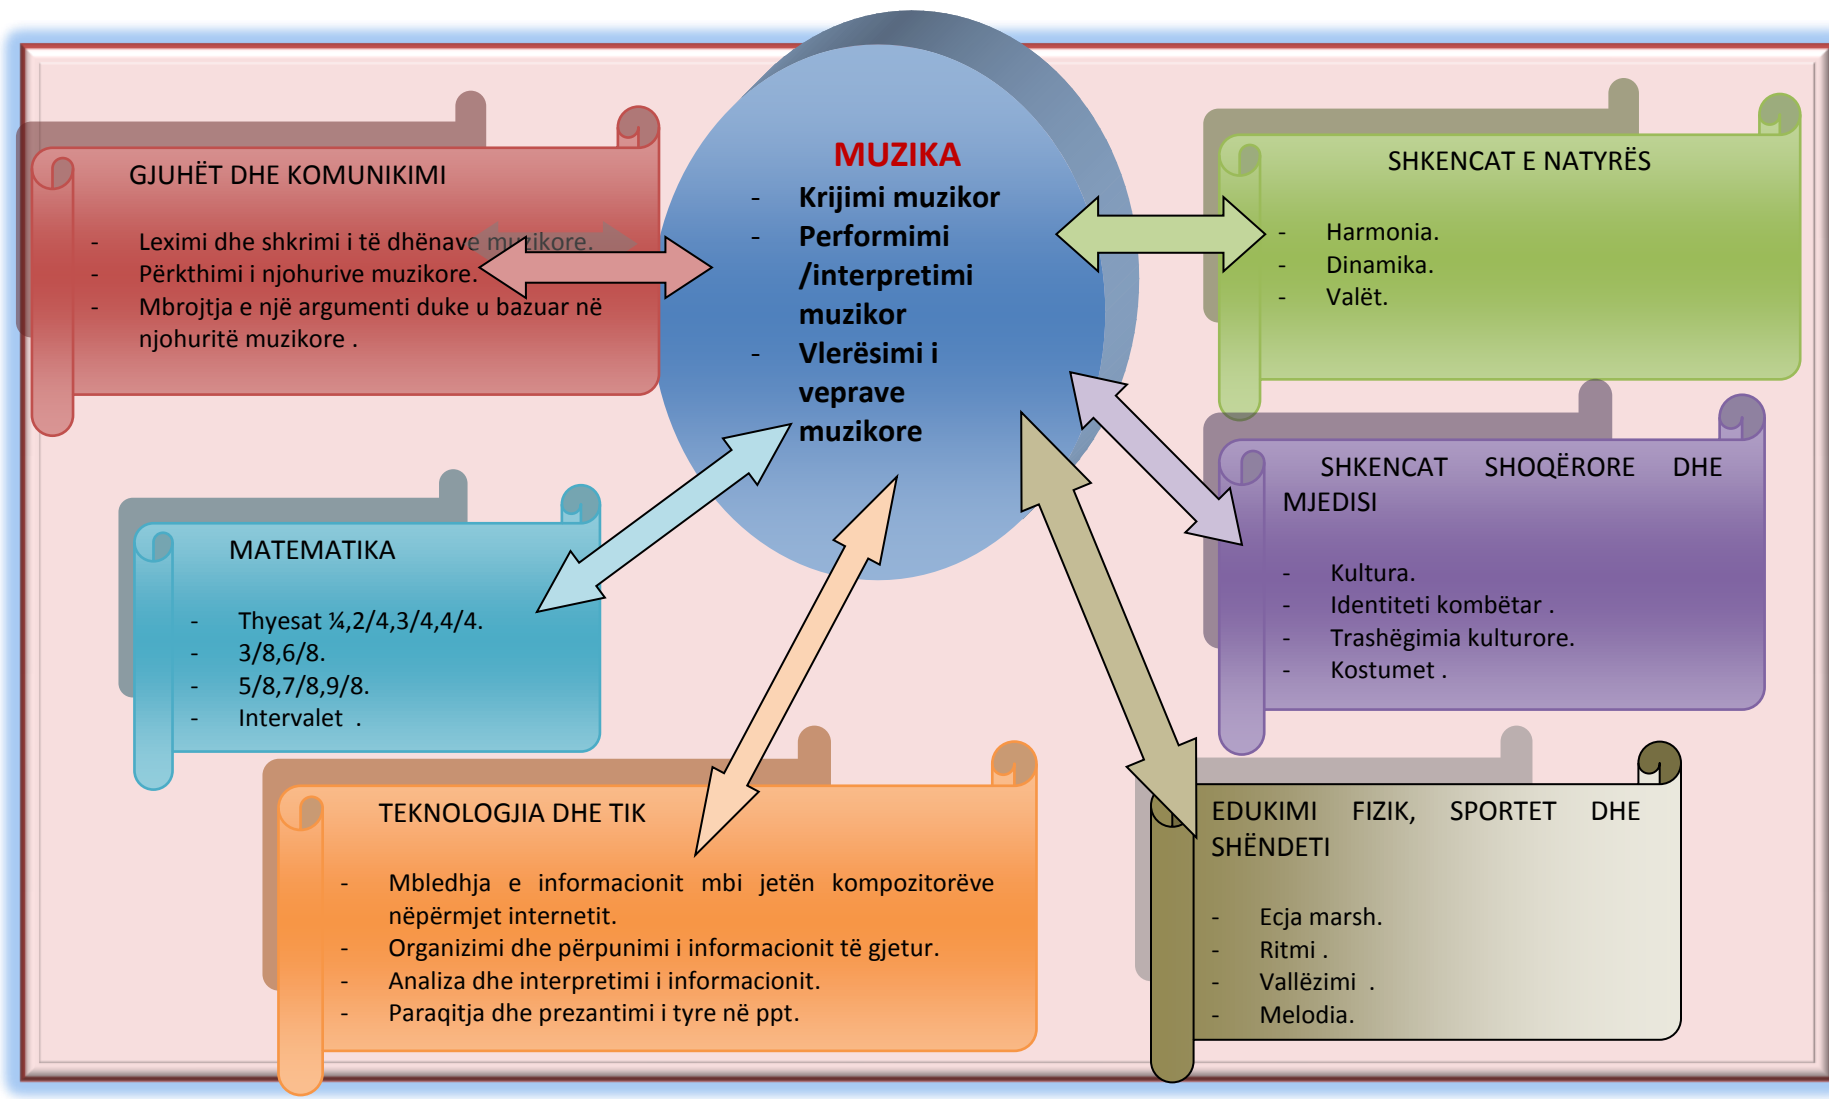 MUZIKA
- Krijimi muzikor
- Performimi
/interpretimi
muzikor
- Vlerësimi i
veprave
muzikore
GJUHËT DHE KOMUNIKIMI
- Leximi dhe shkrimi i të dhënave muzikore.
- Përkthimi i njohurive muzikore.
- Mbrojtja e një argumenti duke u bazuar në
njohuritë muzikore .
SHKENCAT E NATYRËS
- Harmonia.
- Dinamika.
- Valët.
MATEMATIKA
- Thyesat ¼,2/4,3/4,4/4.
- 3/8,6/8.
- 5/8,7/8,9/8.
- Intervalet .
SHKENCAT SHOQËRORE DHE
MJEDISI
- Kultura.
- Identiteti kombëtar .
- Trashëgimia kulturore.
- Kostumet .
TEKNOLOGJIA DHE TIK
- Mbledhja e informacionit mbi jetën kompozitorëve
nëpërmjet internetit.
- Organizimi dhe përpunimi i informacionit të gjetur.
- Analiza dhe interpretimi i informacionit.
- Paraqitja dhe prezantimi i tyre në ppt.
EDUKIMI FIZIK, SPORTET DHE
SHËNDETI
- Ecja marsh.
- Ritmi .
- Vallëzimi .
- Melodia.